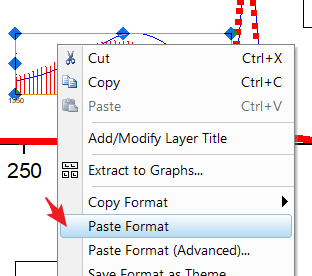 Cut Ctrl+X
Copy Ctrl+C
Paste Ctrl+V
Add/Modify Layer Title
250
Extract to Graphs...
Copy Format
Paste Format
Paste Format (Advanced)...
Save Format as Theme